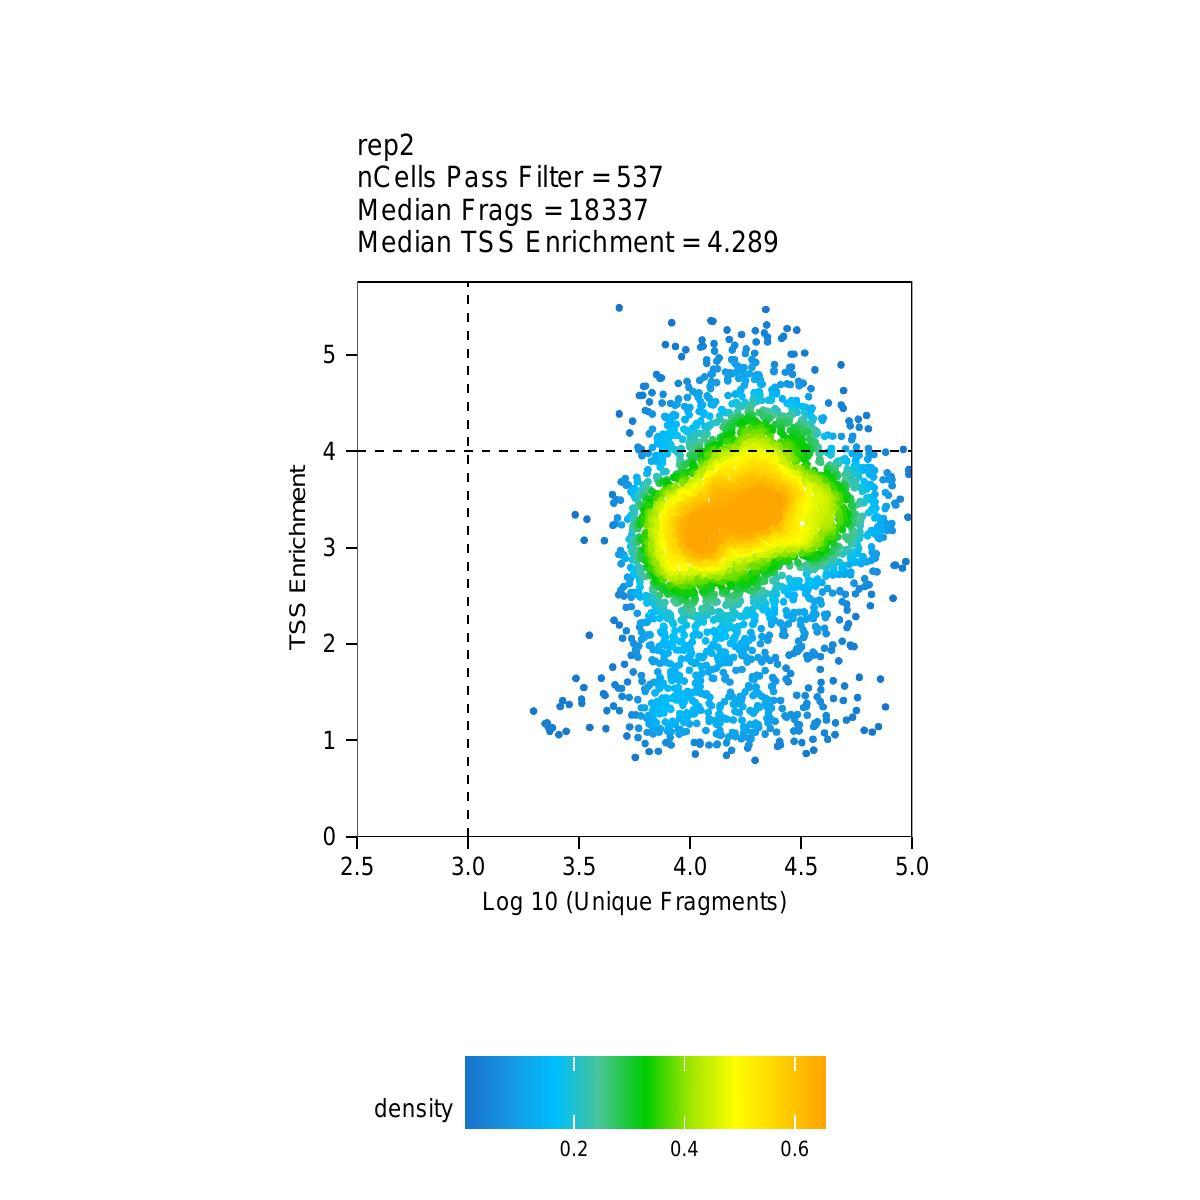 rep2
nCells Pass Filter = 537
Median Frags = 18337
Median TSS Enrichment = 4.289
5
4
3
2
1
0
TSS Enrichment
2.5 3.0 3.5 4.0 4.5 5.0
Log 10 (Unique Fragments)
density
0.2 0.4 0.6